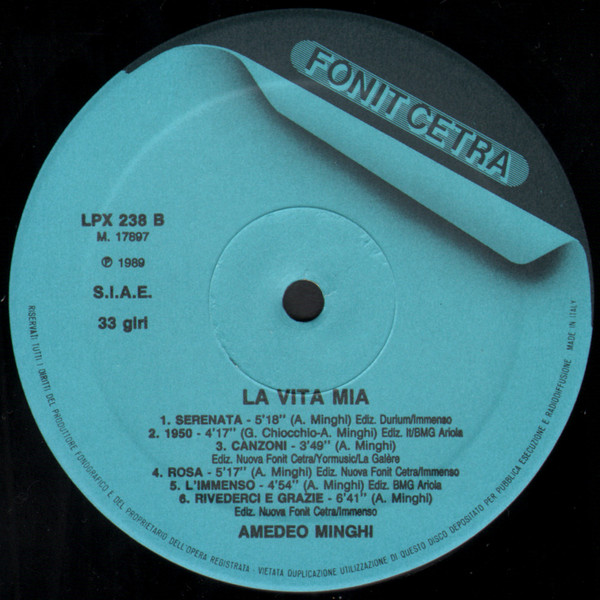 FONIT CETRA
LPX 238 B
M. 17897
℗ 1989
S.I.A.E.
33 giri
LA VITA MIA
1. SERENATA - 5'18" (A. Minghi) Ediz. Durium/Immenso
2. 1950 - 4'17" (G. Chiocchio-A. Minghi) Ediz. It/BMG Ariola
3. CANZONI - 3'49" (A. Minghi)
Ediz. Nuova Fonit Cetra/Yormusic/La Galère
4. ROSA - 5'17" (A. Minghi) Ediz. Nuova Fonit Cetra/Immenso
5. L'IMMENSO - 4'54" (A. Minghi) Ediz. BMG Ariola
6. RIVEDERCI E GRAZIE - 6'41" (A. Minghi)
Ediz. Nuova Fonit Cetra/Immenso
AMEDEO MINGHI
RISERVATI TUTTI I DIRITTI DEL PRODUTTORE FONOGRAFICO E DEL PROPRIETARIO DELL'OPERA REGISTRATA - VIETATA DUPLICAZIONE UTILIZZAZIONE DI QUESTO DISCO DEPOSITATO PER PUBBLICA ESECUZIONE E RADIODIFFUSIONE MADE IN ITALY